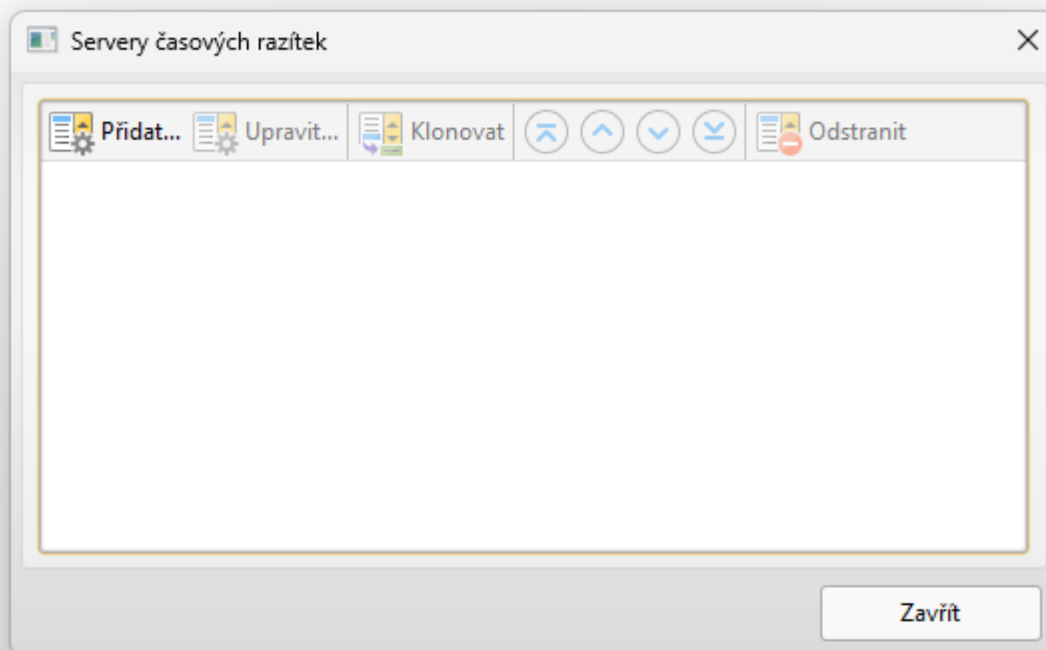 Servery časových razítek
Přidat... Upravit... Klonovat Odstranit
Zavřít